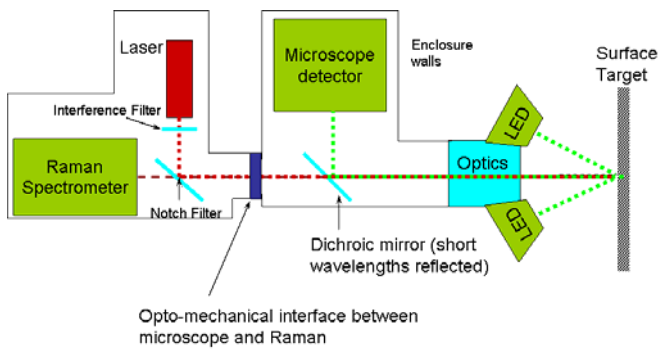 Laser
Interference Filter
Raman
Spectrometer
Notch Filter
Microscope
detector
Enclosure
walls
LED
Optics
LED
Surface
Target
Dichroic mirror (short
wavelengths reflected)
Opto-mechanical interface between
microscope and Raman